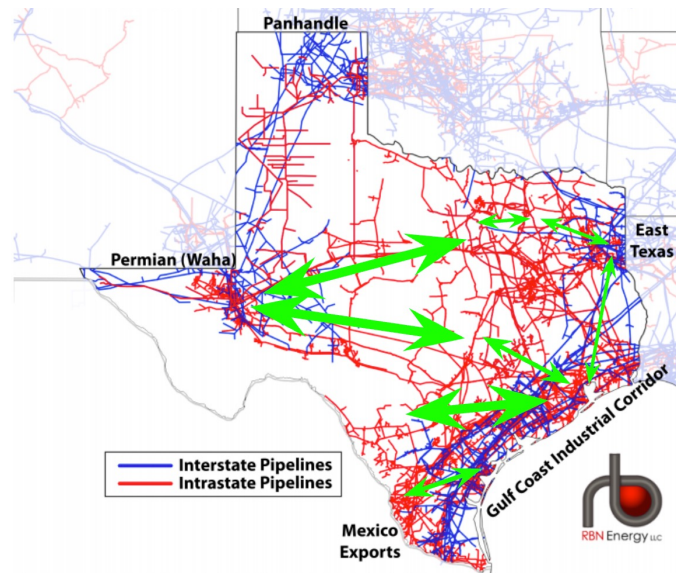 Panhandle
East
Texas
Permian (Waha)
Gulf Coast Industrial Corridor
Interstate Pipelines
Intrastate Pipelines
Mexico
Exports
RBN Energy LLC